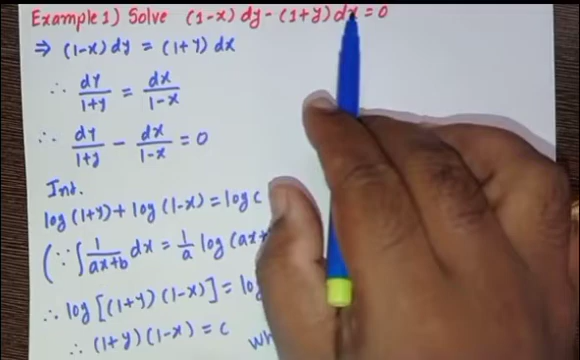 Example 1) Solve (1-x) dy - (1+y) dx = 0
⇒ (1-x) dy = (1+y) dx
∴ dy/1+y = dx/1-x
∴ dy/1+y - dx/1-x = 0
Int.
log (1+y) + log (1-x) = log c
(∵ ∫ 1/ax+b dx = 1/a log (ax+
∴ log [(1+y) (1-x)] = log
∴ (1+y) (1-x) = c